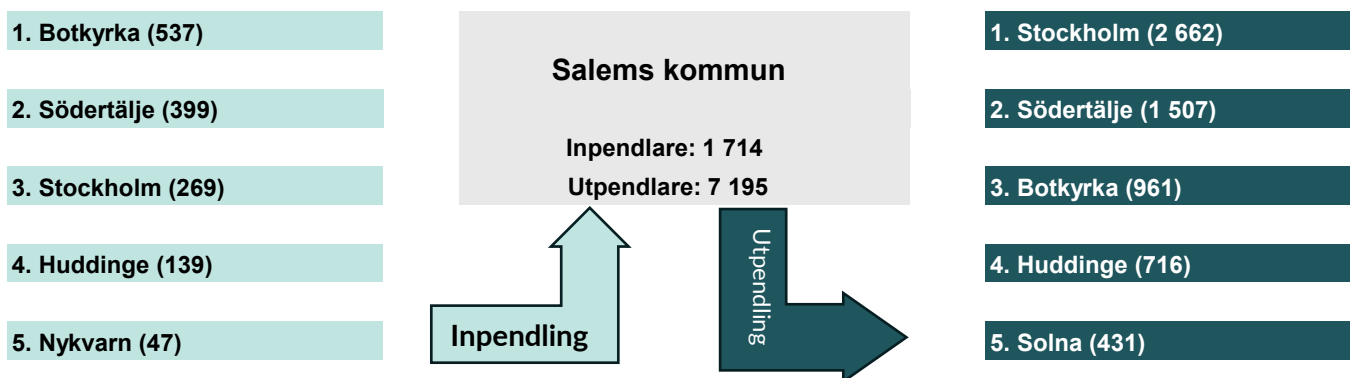 1. Botkyrka (537)
2. Södertälje (399)
3. Stockholm (269)
4. Huddinge (139)
5. Nykvarn (47)
Salems kommun
Inpendlare: 1 714
Utpendlare: 7 195
Inpendling
Utpendling
1. Stockholm (2 662)
2. Södertälje (1 507)
3. Botkyrka (961)
4. Huddinge (716)
5. Solna (431)